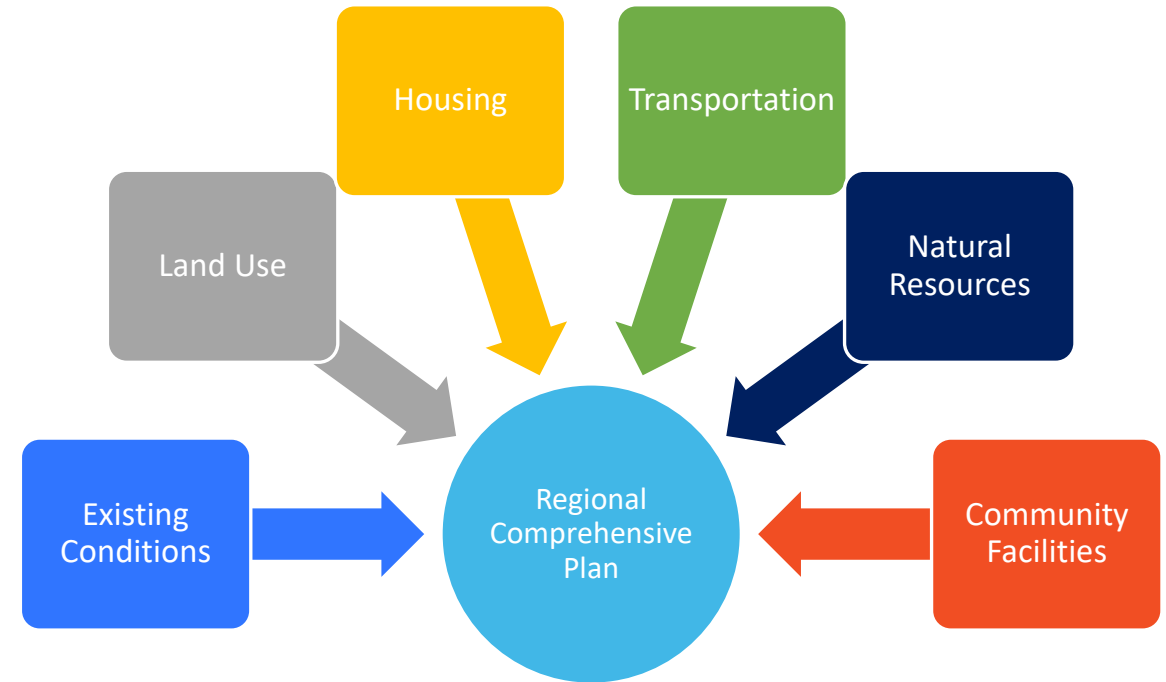 Housing
Transportation
Land Use
Natural
Resources
Existing
Conditions
Regional
Comprehensive
Plan
Community
Facilities